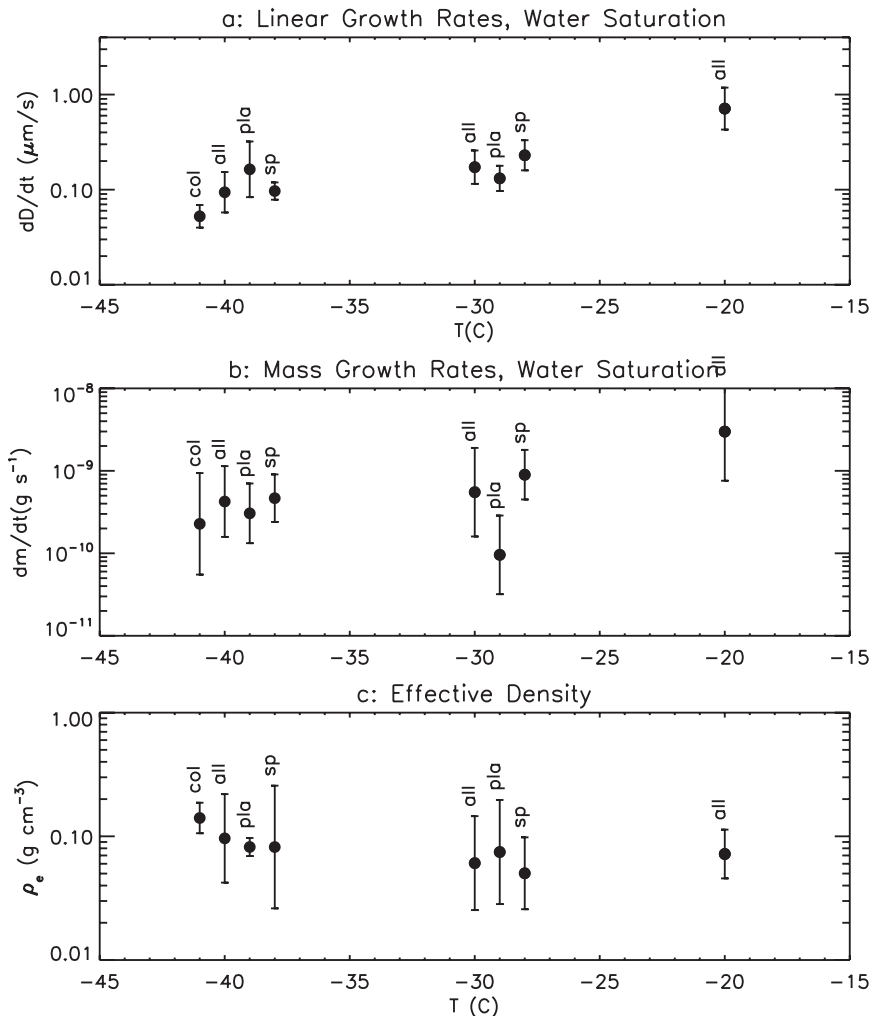 a: Linear Growth Rates, Water Saturation
dD/dt (μm/s)
1.00
0.10
0.01
col
all
pla
sp
all
pla
sp
all
−45 −40 −35 −30 −25 −20 −15
T(C)
b: Mass Growth Rates, Water Saturation
dm/dt(g s⁻¹)
10⁻⁸
10⁻⁹
10⁻¹⁰
10⁻¹¹
col
all
pla
sp
all
pla
sp
all
−45 −40 −35 −30 −25 −20 −15
c: Effective Density
ρₑ (g cm⁻³)
1.00
0.10
0.01
col
all
pla
sp
all
pla
sp
all
−45 −40 −35 −30 −25 −20 −15
T (C)